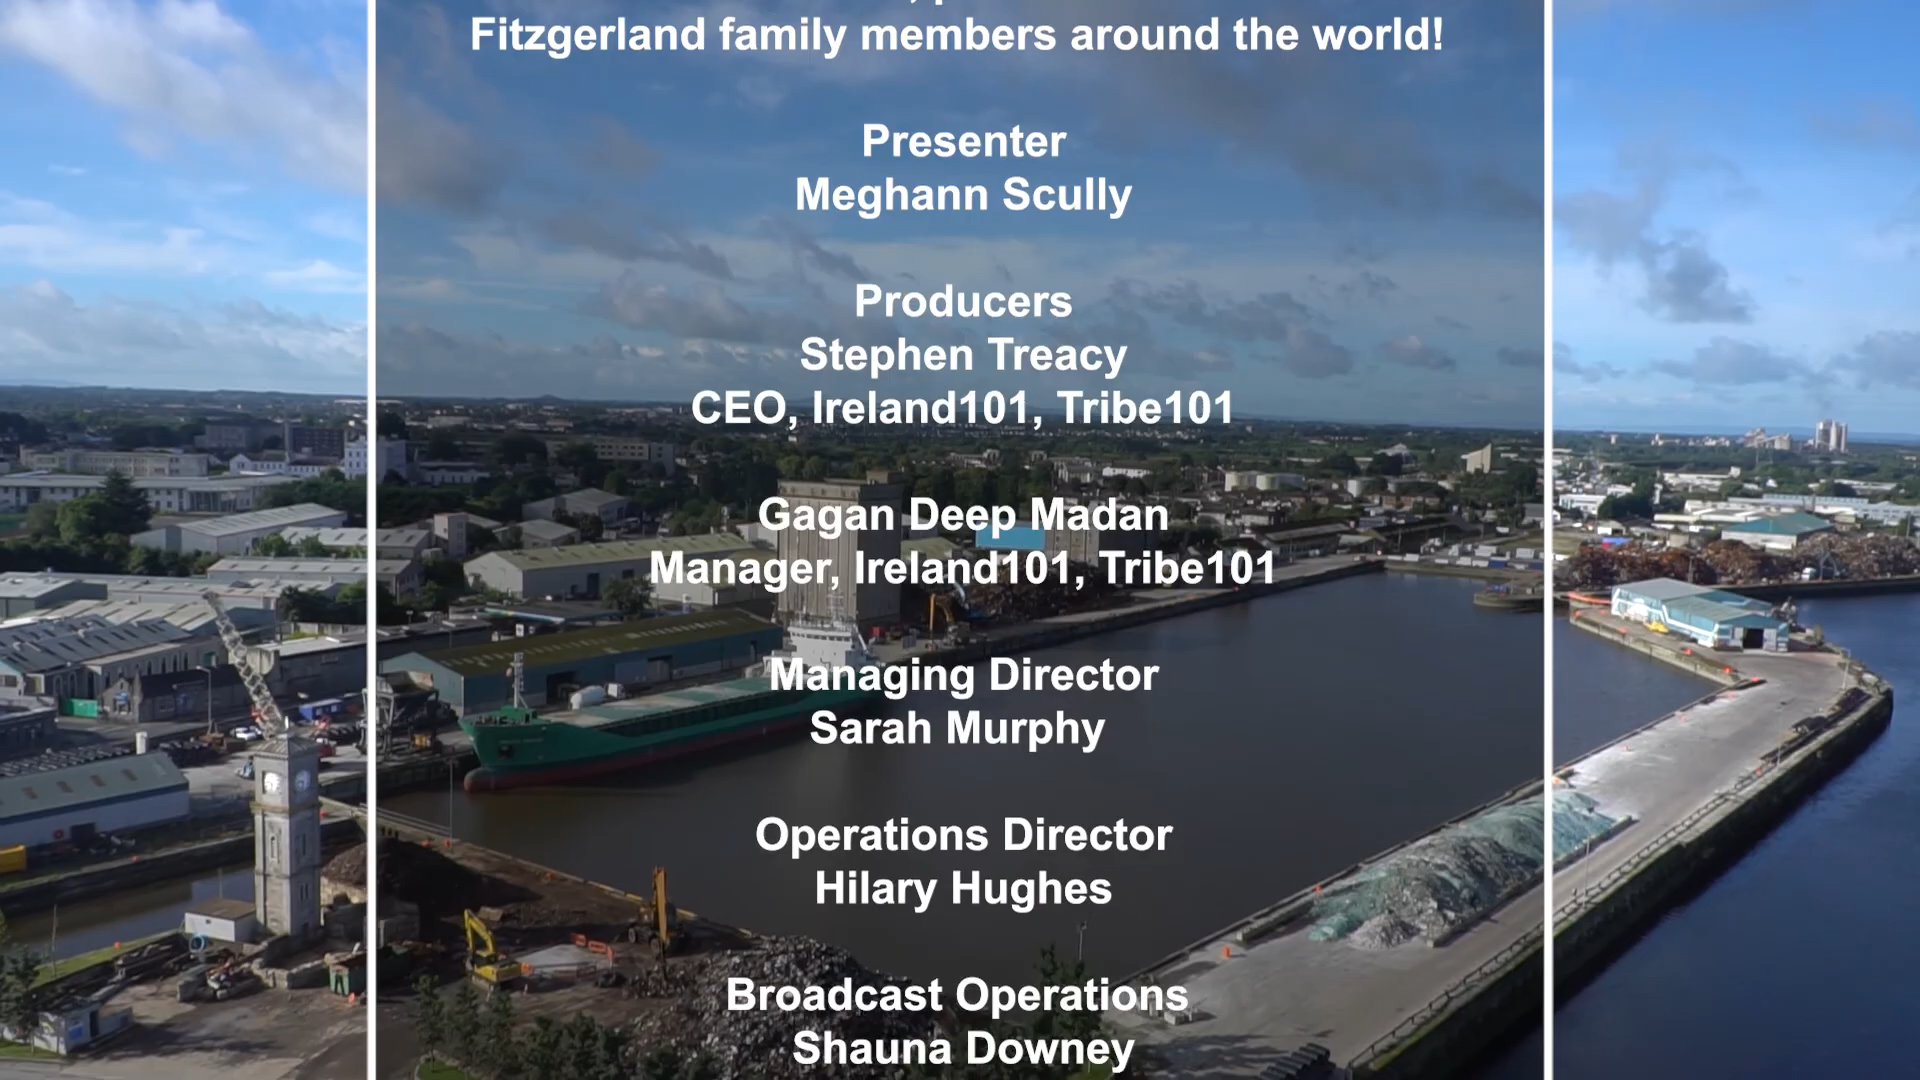 Fitzgerland family members around the world!
Presenter
Meghann Scully
Producers
Stephen Treacy
CEO, Ireland101, Tribe101
Gagan Deep Madan
Manager, Ireland101, Tribe101
Managing Director
Sarah Murphy
Operations Director
Hilary Hughes
Broadcast Operations
Shauna Downey